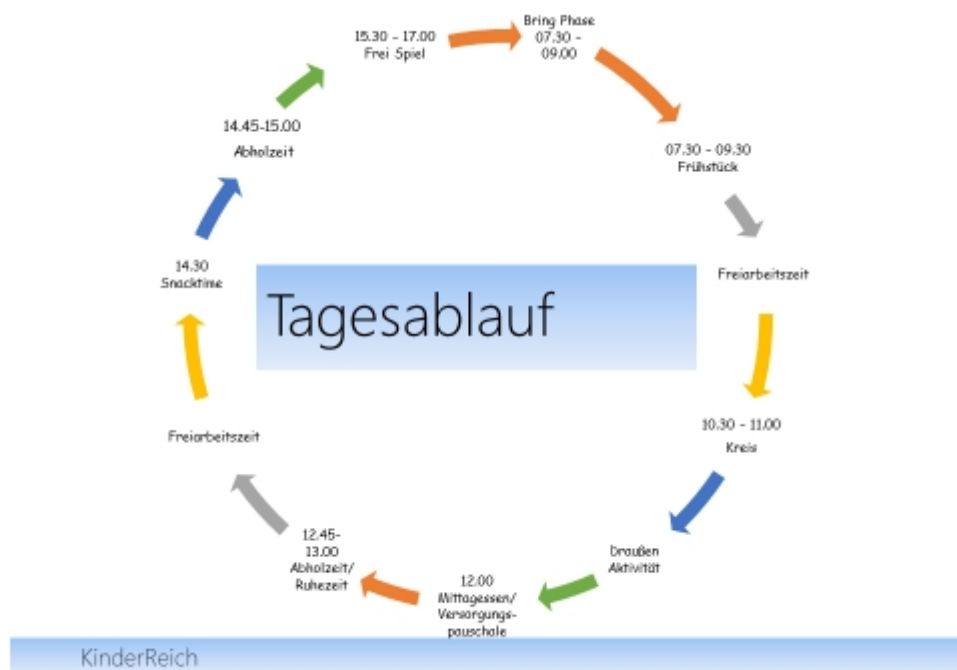 Bring Phase
07.30 –
09.00
07.30 – 09.30
Frühstück
Freiarbeitszeit
10.30 – 11.00
Kreis
Draußen
Aktivität
12.00
Mittagessen/
Versorgungs-
pauschale
12.45-
13.00
Abholzeit/
Ruhezeit
Freiarbeitszeit
14.30
Snacktime
14.45-15.00
Abholzeit
15.30 – 17.00
Frei Spiel
Tagesablauf
KinderReich